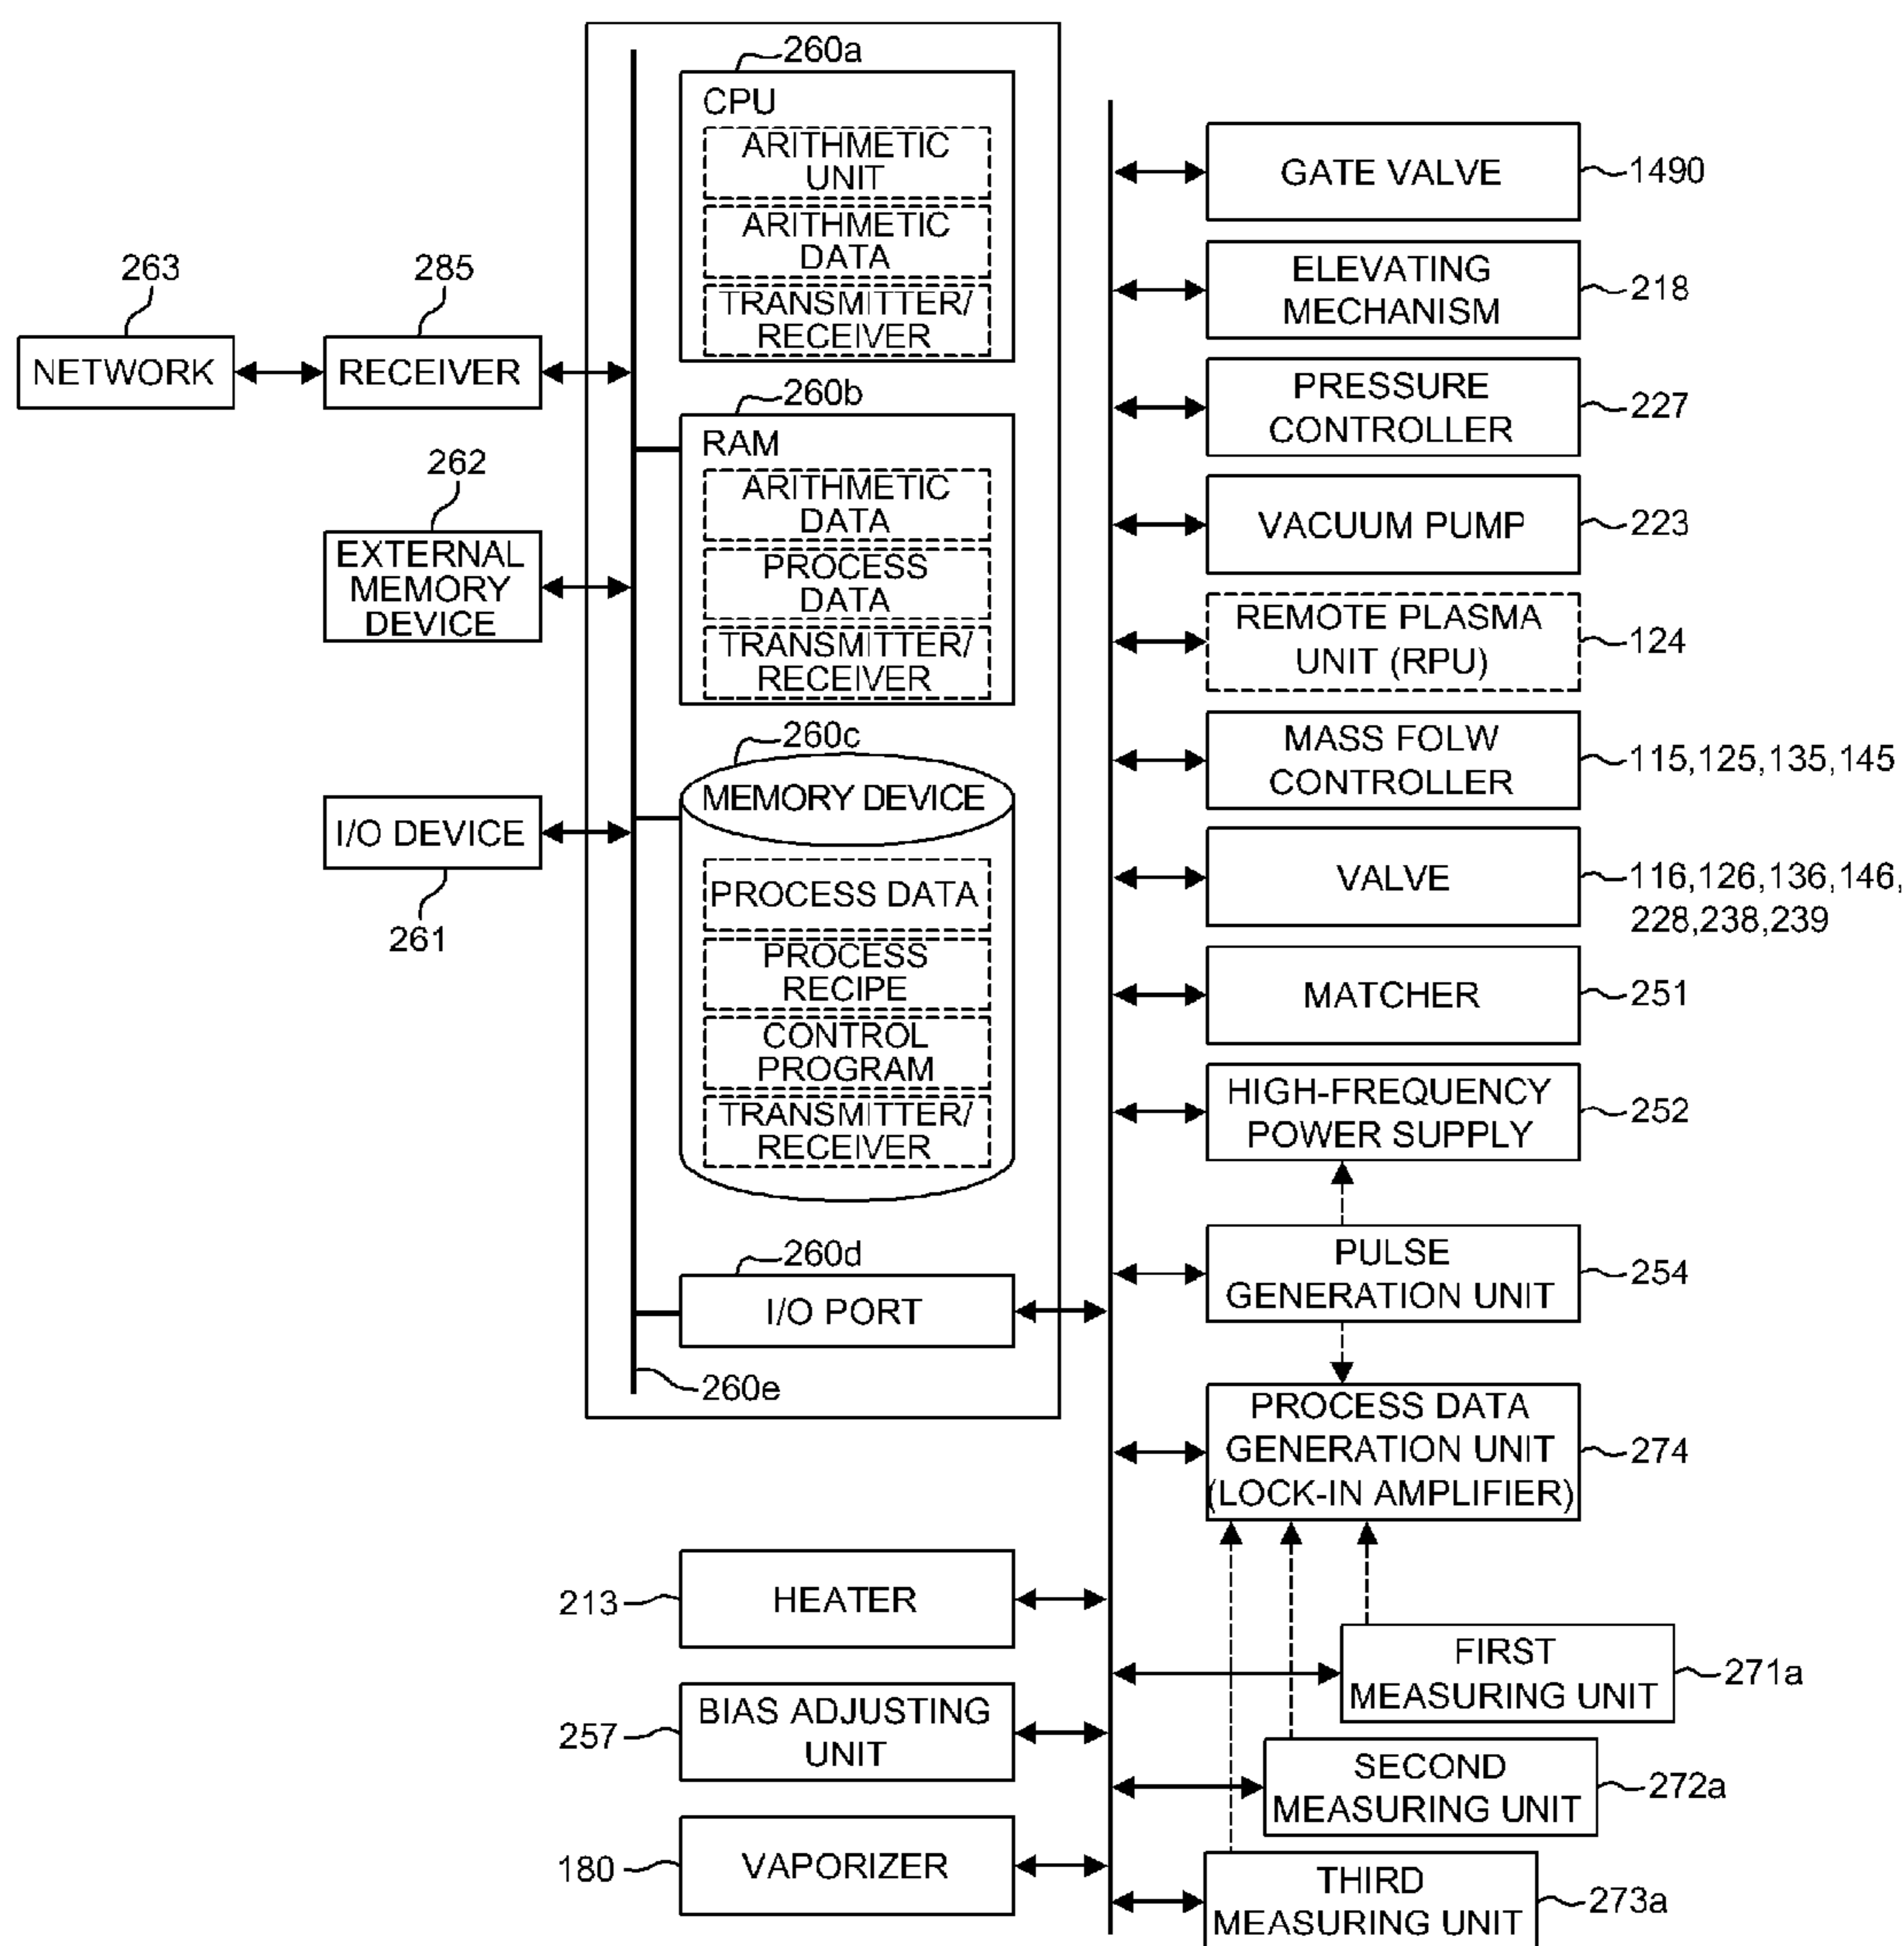 260a
CPU
ARITHMETIC
UNIT
ARITHMETIC
DATA
TRANSMITTER/
RECEIVER
263
285
NETWORK
RECEIVER
260b
RAM
ARITHMETIC
DATA
PROCESS
DATA
TRANSMITTER/
RECEIVER
262
EXTERNAL
MEMORY
DEVICE
260c
MEMORY DEVICE
PROCESS DATA
PROCESS
RECIPE
CONTROL
PROGRAM
TRANSMITTER/
RECEIVER
I/O DEVICE
261
260d
I/O PORT
260e
GATE VALVE
1490
ELEVATING
MECHANISM
218
PRESSURE
CONTROLLER
227
VACUUM PUMP
223
REMOTE PLASMA
UNIT (RPU)
124
MASS FOLW
CONTROLLER
115,125,135,145
VALVE
116,126,136,146,
228,238,239
MATCHER
251
HIGH-FREQUENCY
POWER SUPPLY
252
PULSE
GENERATION UNIT
254
PROCESS DATA
GENERATION UNIT
(LOCK-IN AMPLIFIER)
274
213
HEATER
257
BIAS ADJUSTING
UNIT
180
VAPORIZER
FIRST
MEASURING UNIT
271a
SECOND
MEASURING UNIT
272a
THIRD
MEASURING UNIT
273a